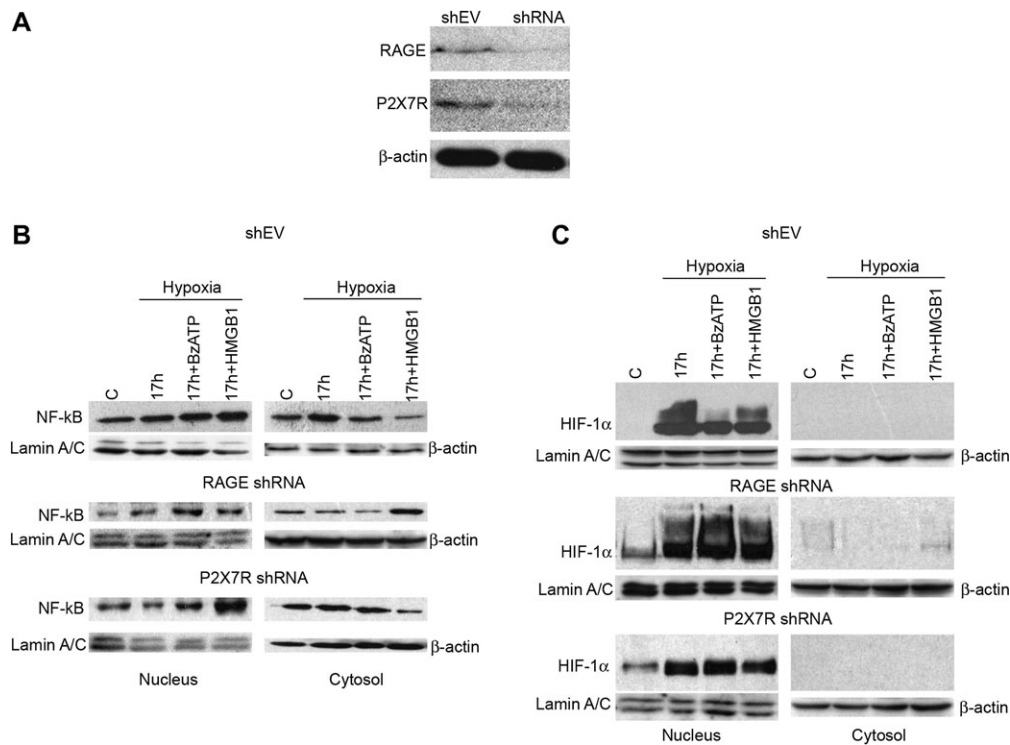 A
shEV shRNA
RAGE
P2X7R
β-actin
B
shEV
Hypoxia Hypoxia
C 17h 17h+BzATP 17h+HMGB1 C 17h 17h+BzATP 17h+HMGB1
NF-kB
Lamin A/C β-actin
RAGE shRNA
NF-kB
Lamin A/C β-actin
P2X7R shRNA
NF-kB
Lamin A/C β-actin
Nucleus Cytosol
C
shEV
Hypoxia Hypoxia
C 17h 17h+BzATP 17h+HMGB1 C 17h 17h+BzATP 17h+HMGB1
HIF-1α
Lamin A/C β-actin
RAGE shRNA
HIF-1α
Lamin A/C β-actin
P2X7R shRNA
HIF-1α
Lamin A/C β-actin
Nucleus Cytosol